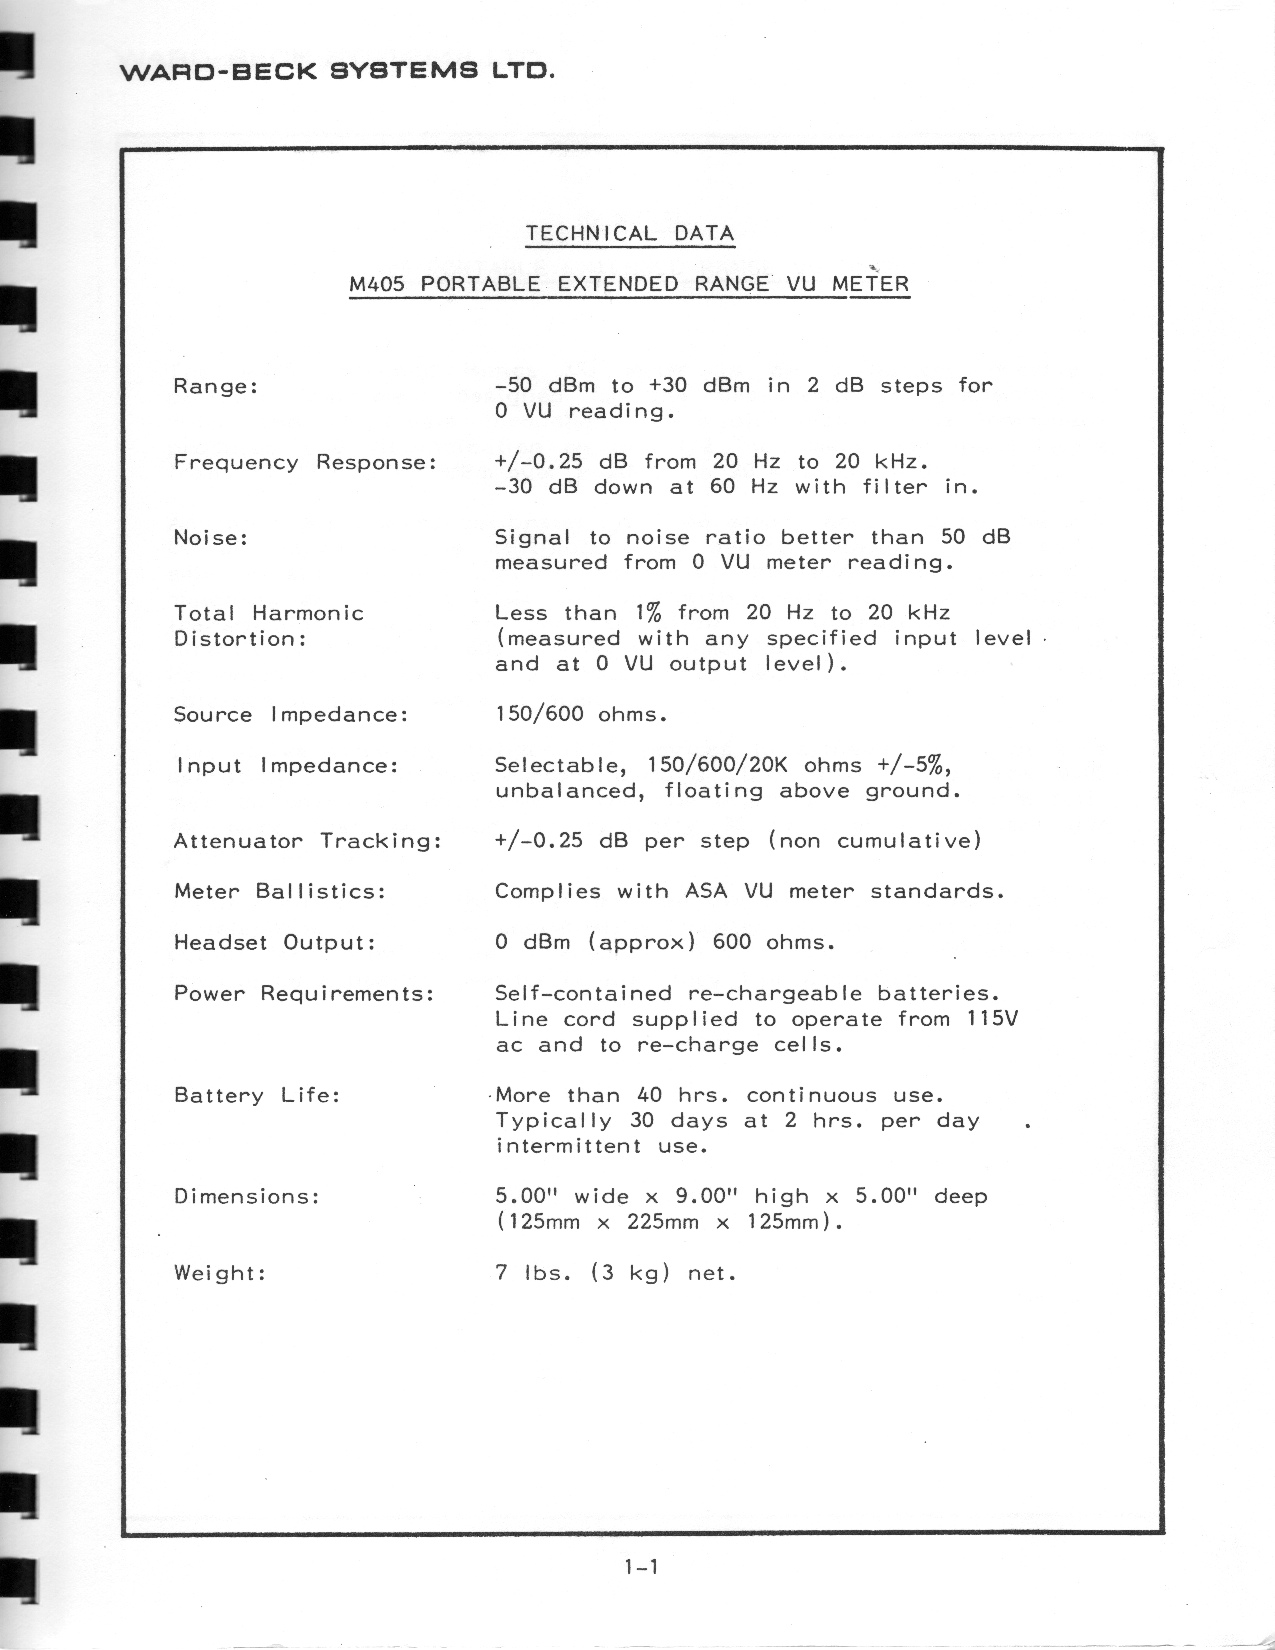 WARD-BECK SYSTEMS LTD.
TECHNICAL DATA
M405 PORTABLE EXTENDED RANGE VU METER
Range: -50 dBm to +30 dBm in 2 dB steps for
0 VU reading.
Frequency Response: +/-0.25 dB from 20 Hz to 20 kHz.
-30 dB down at 60 Hz with filter in.
Noise: Signal to noise ratio better than 50 dB
measured from 0 VU meter reading.
Total Harmonic Less than 1% from 20 Hz to 20 kHz
Distortion: (measured with any specified input level
and at 0 VU output level).
Source Impedance: 150/600 ohms.
Input Impedance: Selectable, 150/600/20K ohms +/-5%,
unbalanced, floating above ground.
Attenuator Tracking: +/-0.25 dB per step (non cumulative)
Meter Ballistics: Complies with ASA VU meter standards.
Headset Output: 0 dBm (approx) 600 ohms.
Power Requirements: Self-contained re-chargeable batteries.
Line cord supplied to operate from 115V
ac and to re-charge cells.
Battery Life: More than 40 hrs. continuous use.
Typically 30 days at 2 hrs. per day
intermittent use.
Dimensions: 5.00" wide x 9.00" high x 5.00" deep
(125mm x 225mm x 125mm).
Weight: 7 lbs. (3 kg) net.
1-1